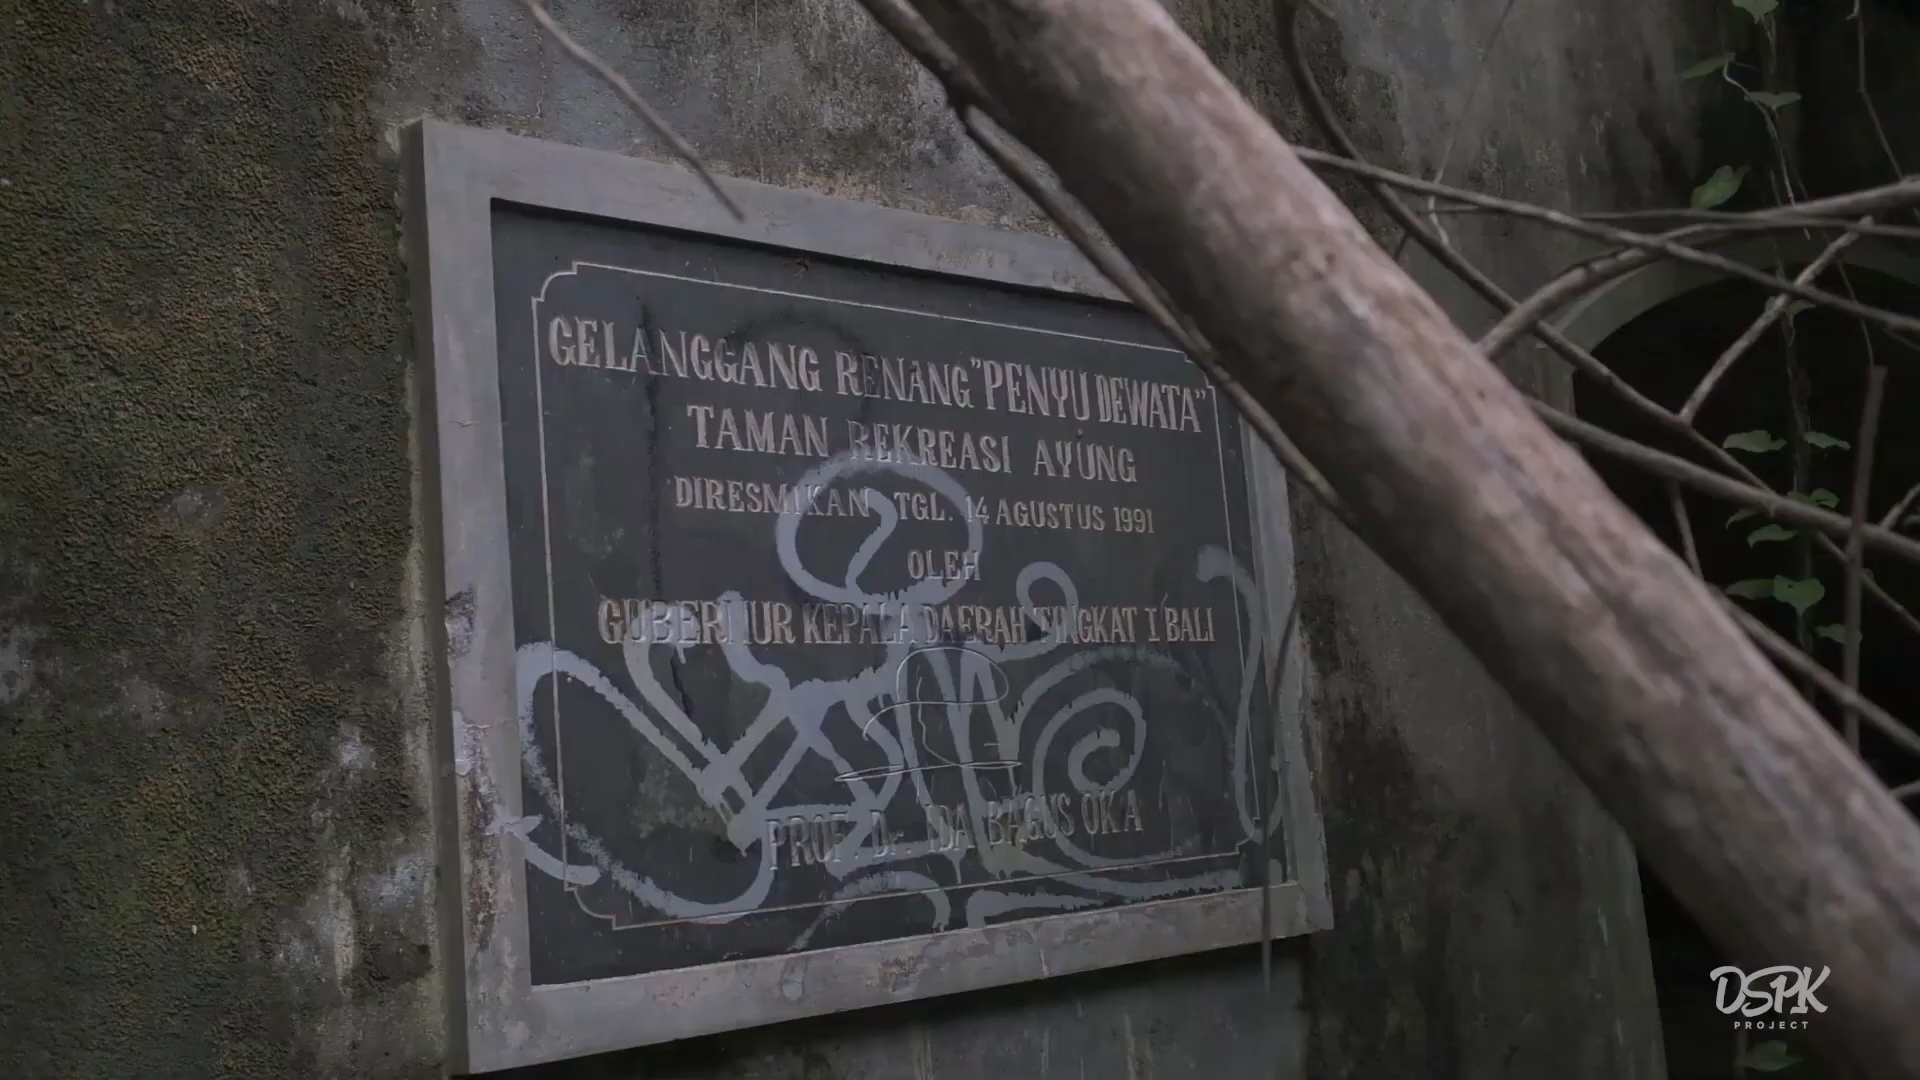 GELANGGANG RENANG "PENYU DEWATA"
TAMAN REKREASI AYUNG
DIRESMIKAN TGL. 14 AGUSTUS 1991
OLEH
GUBERNUR KEPALA DAERAH TINGKAT I BALI
PROF. Dr. IDA BAGUS OKA
DSPK
PROJECT